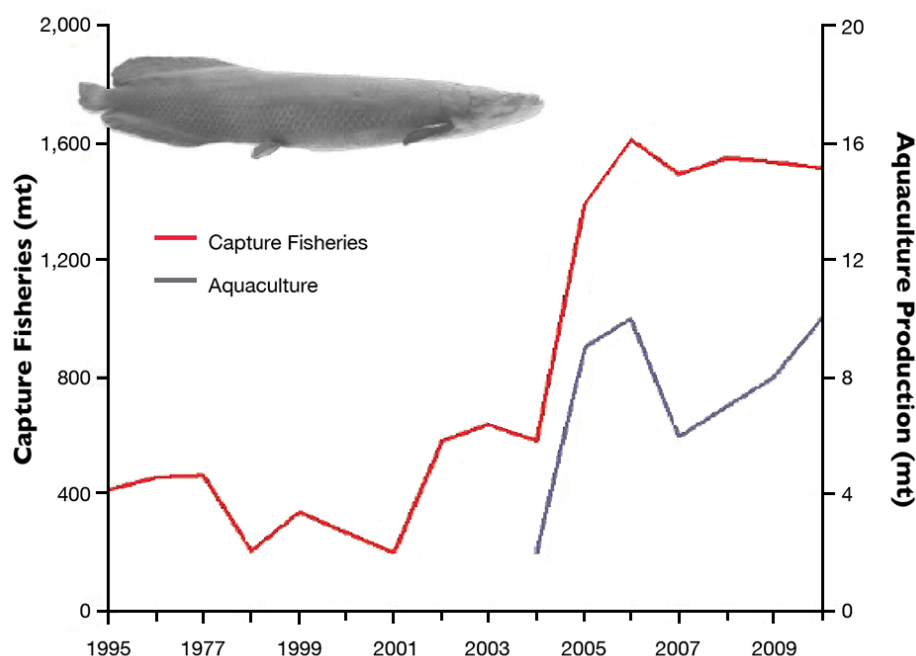 2,000
1,600
1,200
800
400
0
Capture Fisheries (mt)
Capture Fisheries
Aquaculture
20
16
12
8
4
0
Aquaculture Production (mt)
1995 1977 1999 2001 2003 2005 2007 2009